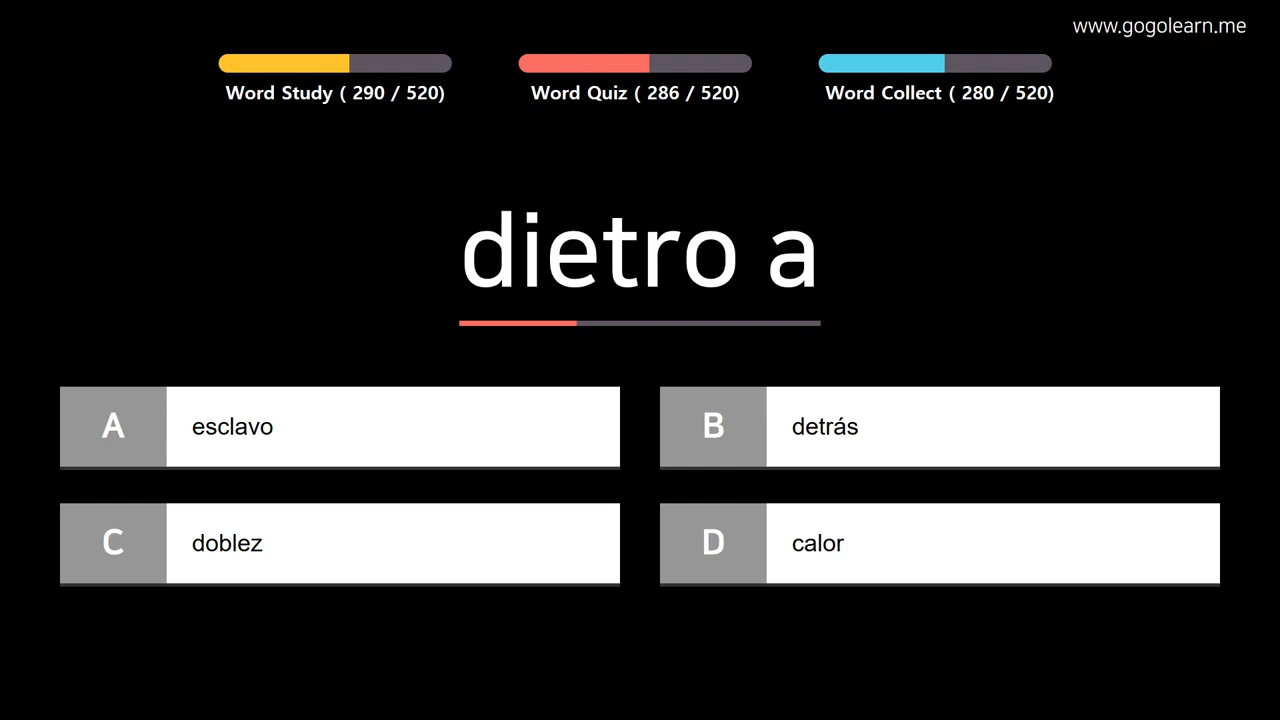 www.gogolearn.me
Word Study ( 290 / 520)
Word Quiz ( 286 / 520)
Word Collect ( 280 / 520)
dietro a
A esclavo
B detrás
C doblez
D calor